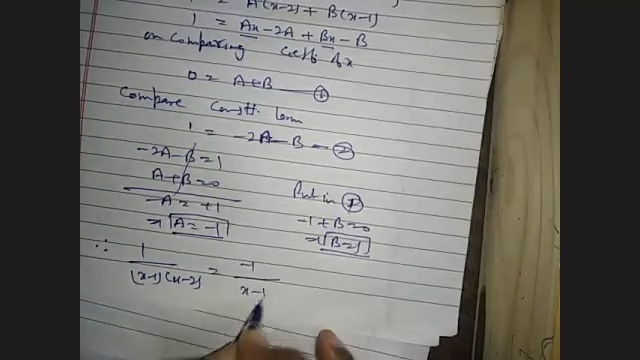 1 = A(x-2) + B(x-1)
1 = Ax - 2A + Bx - B
on Comparing Coeff. of x
0 = A+B — ①
Compare Constt. term
1 = -2A - B — ②
-2A - B = 1
A + B = 0
-A = +1
A = -1
Put in ①
-1 + B = 0
B = 1
∴ 1/((x-1)(x-2)) = -1/(x-1)